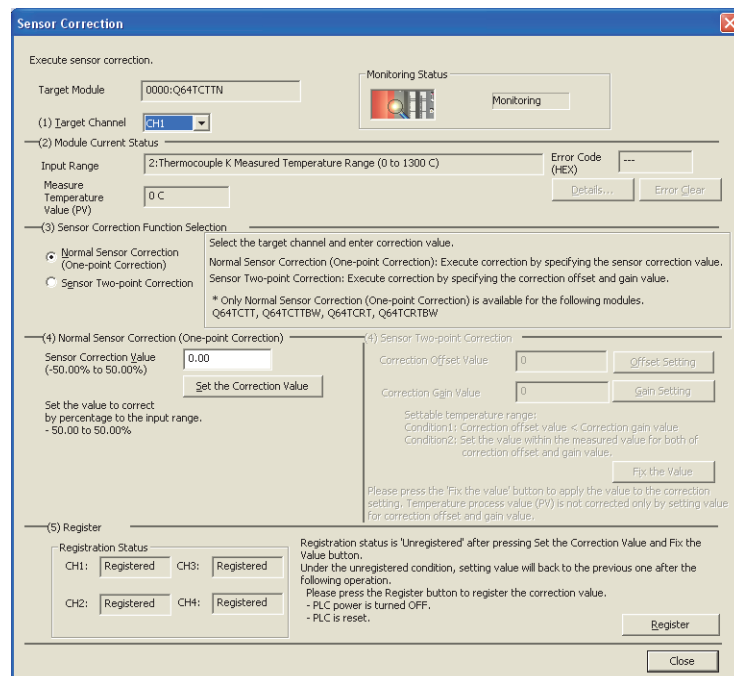 Sensor Correction
Execute sensor correction.
Target Module 0000:Q64TCTTN
Monitoring Status
Monitoring
(1) Target Channel CH1
(2) Module Current Status
Input Range 2:Thermocouple K Measured Temperature Range (0 to 1300 C)
Error Code
(HEX) ---
Measure
Temperature
Value (PV) 0 C
Details... Error Clear
(3) Sensor Correction Function Selection
Normal Sensor Correction
(One-point Correction)
Sensor Two-point Correction
Select the target channel and enter correction value.
Normal Sensor Correction (One-point Correction): Execute correction by specifying the sensor correction value.
Sensor Two-point Correction: Execute correction by specifying the correction offset and gain value.
* Only Normal Sensor Correction (One-point Correction) is available for the following modules.
Q64TCTT, Q64TCTTBW, Q64TCRT, Q64TCRTBW
(4) Normal Sensor Correction (One-point Correction)
Sensor Correction Value
(-50.00% to 50.00%) 0.00
Set the Correction Value
Set the value to correct
by percentage to the input range.
- 50.00 to 50.00%
(4) Sensor Two-point Correction
Correction Offset Value 0 Offset Setting
Correction Gain Value 0 Gain Setting
Settable temperature range:
Condition1: Correction offset value < Correction gain value
Condition2: Set the value within the measured value for both of
correction offset and gain value.
Fix the Value
Please press the 'Fix the value' button to apply the value to the correction
setting. Temperature process value (PV) is not corrected only by setting value
for correction offset and gain value.
(5) Register
Registration Status
CH1: Registered CH3: Registered
CH2: Registered CH4: Registered
Registration status is 'Unregistered' after pressing Set the Correction Value and Fix the
Value button.
Under the unregistered condition, setting value will back to the previous one after the
following operation.
Please press the Register button to register the correction value.
- PLC power is turned OFF.
- PLC is reset.
Register
Close